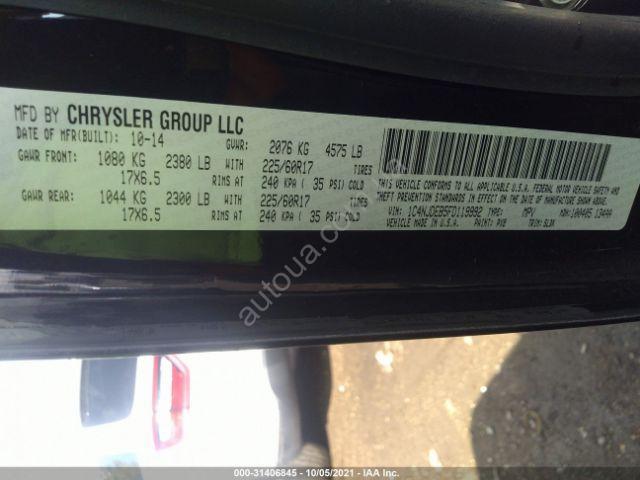 MFD BY CHRYSLER GROUP LLC
DATE OF MFR(BUILT): 10-14 GVWR: 2076 KG 4575 LB
GAWR FRONT: 1080 KG 2380 LB WITH 225/60R17 TIRES
17X6.5 RIMS AT 240 KPA ( 35 PSI) COLD
GAWR REAR: 1044 KG 2300 LB WITH 225/60R17 TIRES
17X6.5 RIMS AT 240 KPA ( 35 PSI) COLD
THIS VEHICLE CONFORMS TO ALL APPLICABLE U.S.A. FEDERAL MOTOR VEHICLE SAFETY AND
THEFT PREVENTION STANDARDS IN EFFECT ON THE DATE OF MANUFACTURE SHOWN ABOVE.
VIN: 1C4NJDEB5FD119892 TYPE: MPV MDH:
VEHICLE MADE IN U.S.A. PAINT: PX8 TRIM:
autoua.com
000-31406845 - 10/05/2021 - IAA Inc.